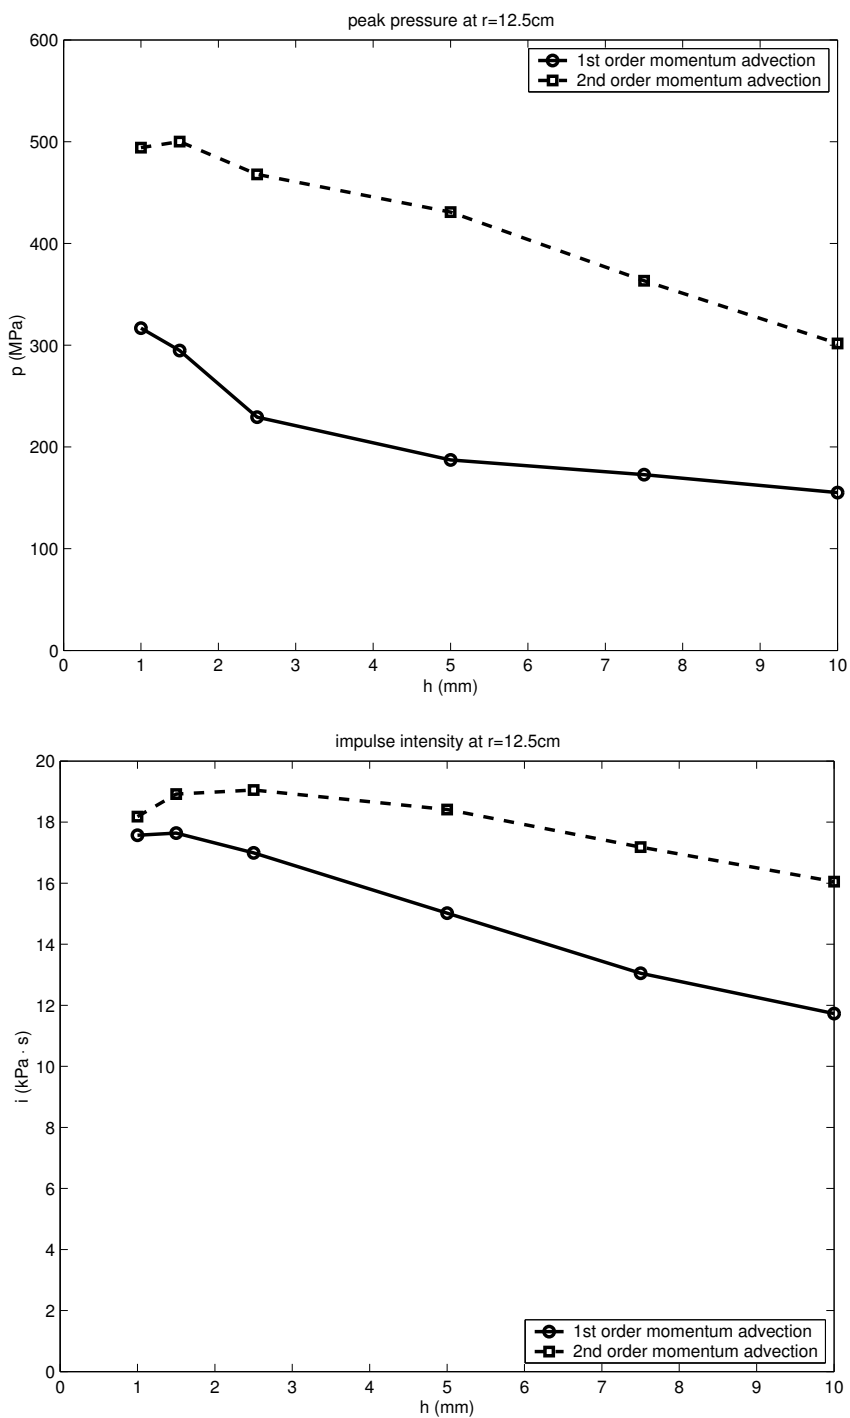 peak pressure at r=12.5cm
600
1st order momentum advection
2nd order momentum advection
500
400
p (MPa)
300
200
100
0
0 1 2 3 4 5 6 7 8 9 10
h (mm)
impulse intensity at r=12.5cm
20
18
16
14
12
i (kPa · s)
10
8
6
4
2
1st order momentum advection
2nd order momentum advection
0
0 1 2 3 4 5 6 7 8 9 10
h (mm)